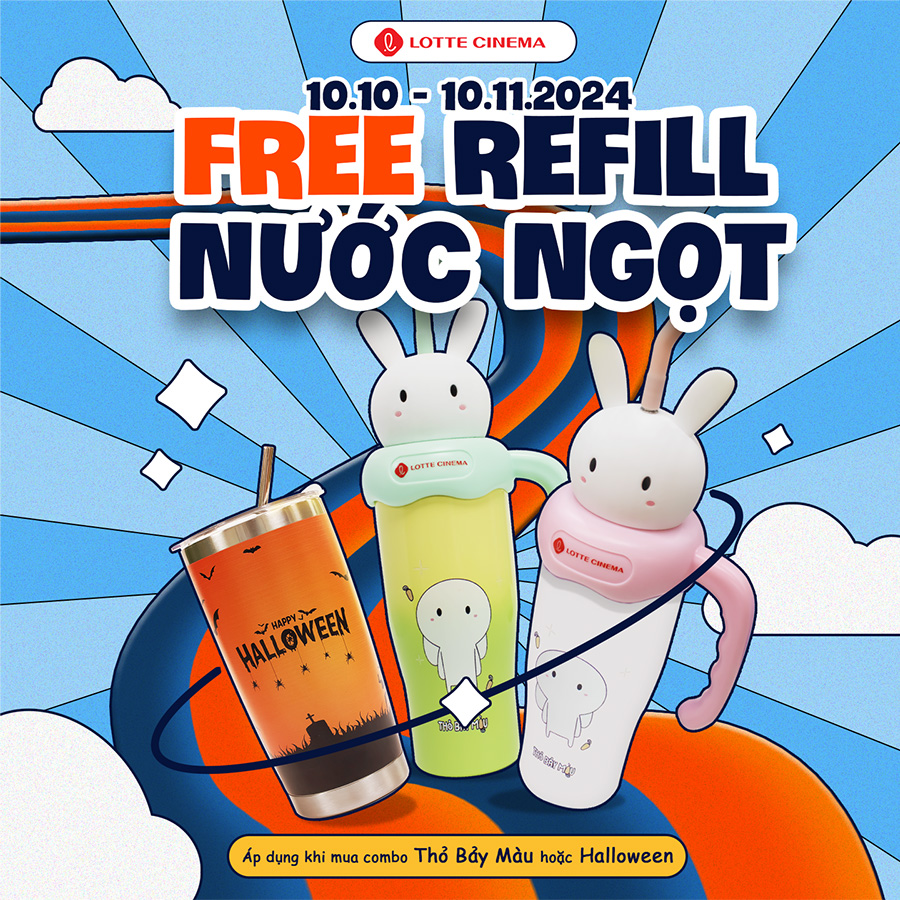 LOTTE CINEMA
10.10 - 10.11.2024
FREE REFILL
NƯỚC NGỌT
LOTTE CINEMA
LOTTE CINEMA
HAPPY
HALLOWEEN
THỎ BẢY MÀU
THỎ BẢY MÀU
Áp dụng khi mua combo Thỏ Bảy Màu hoặc Halloween